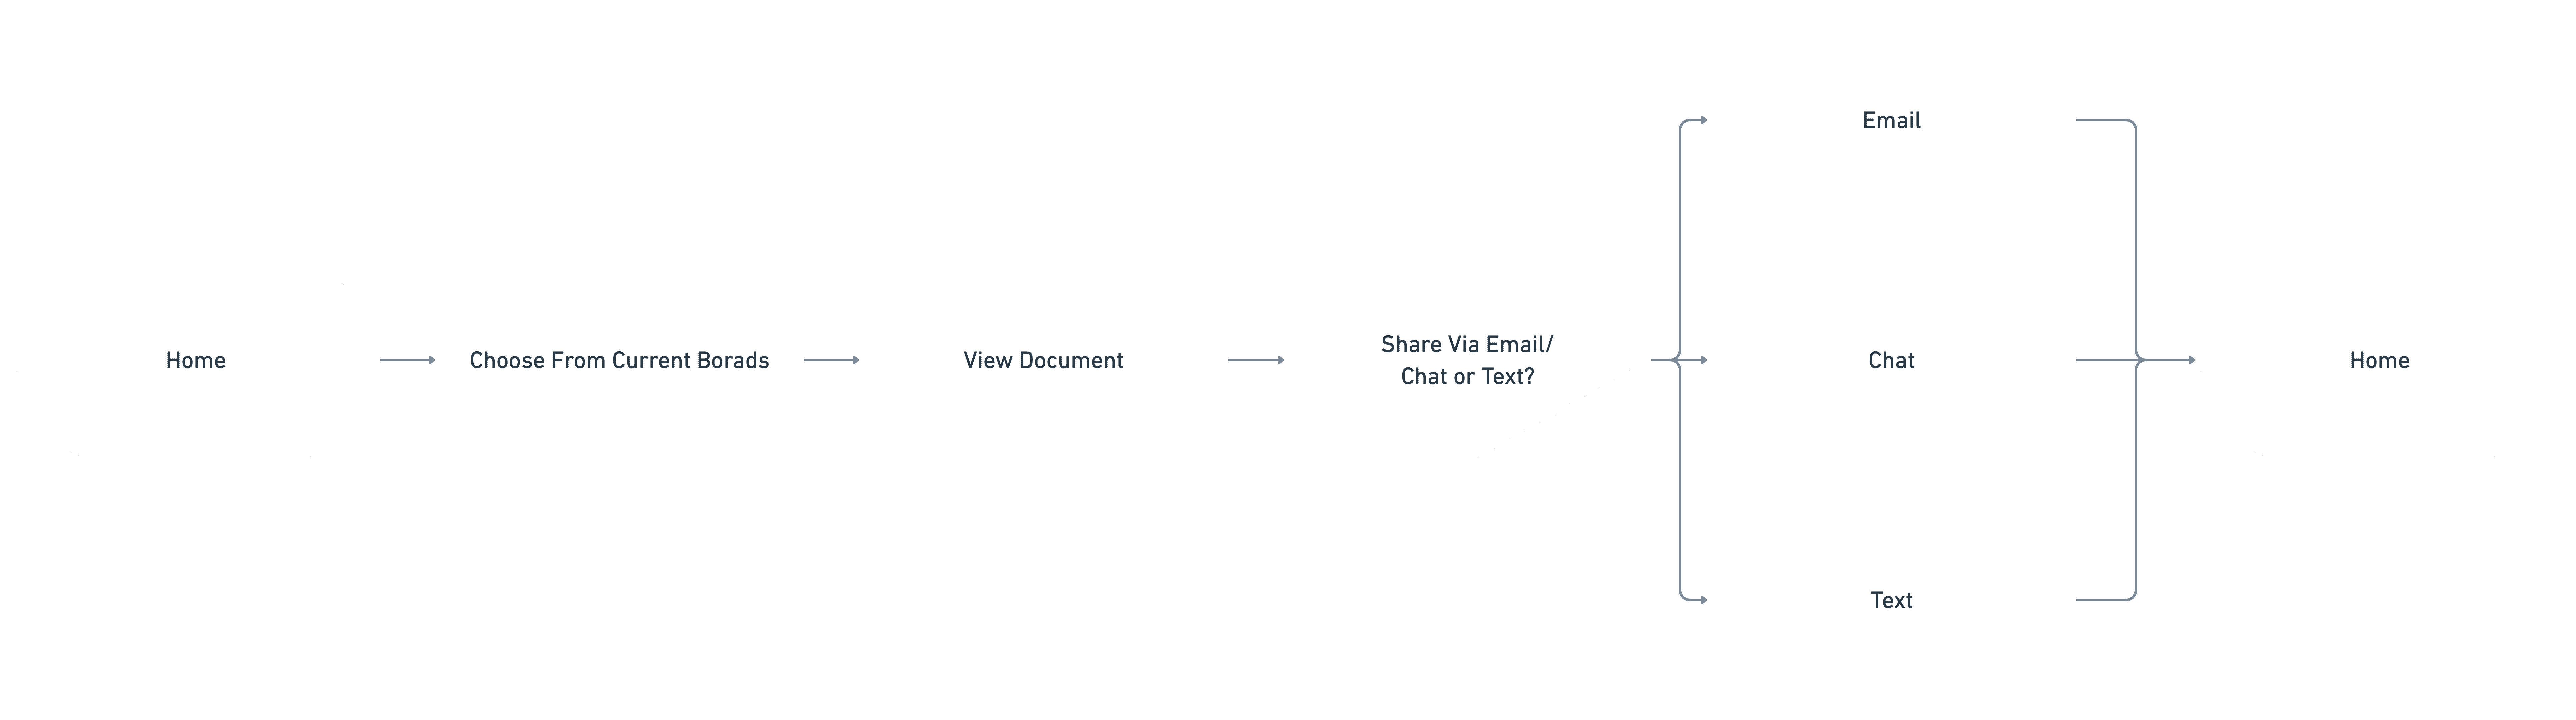 Home
Choose From Current Borads
View Document
Share Via Email/
Chat or Text?
Email
Chat
Text
Home